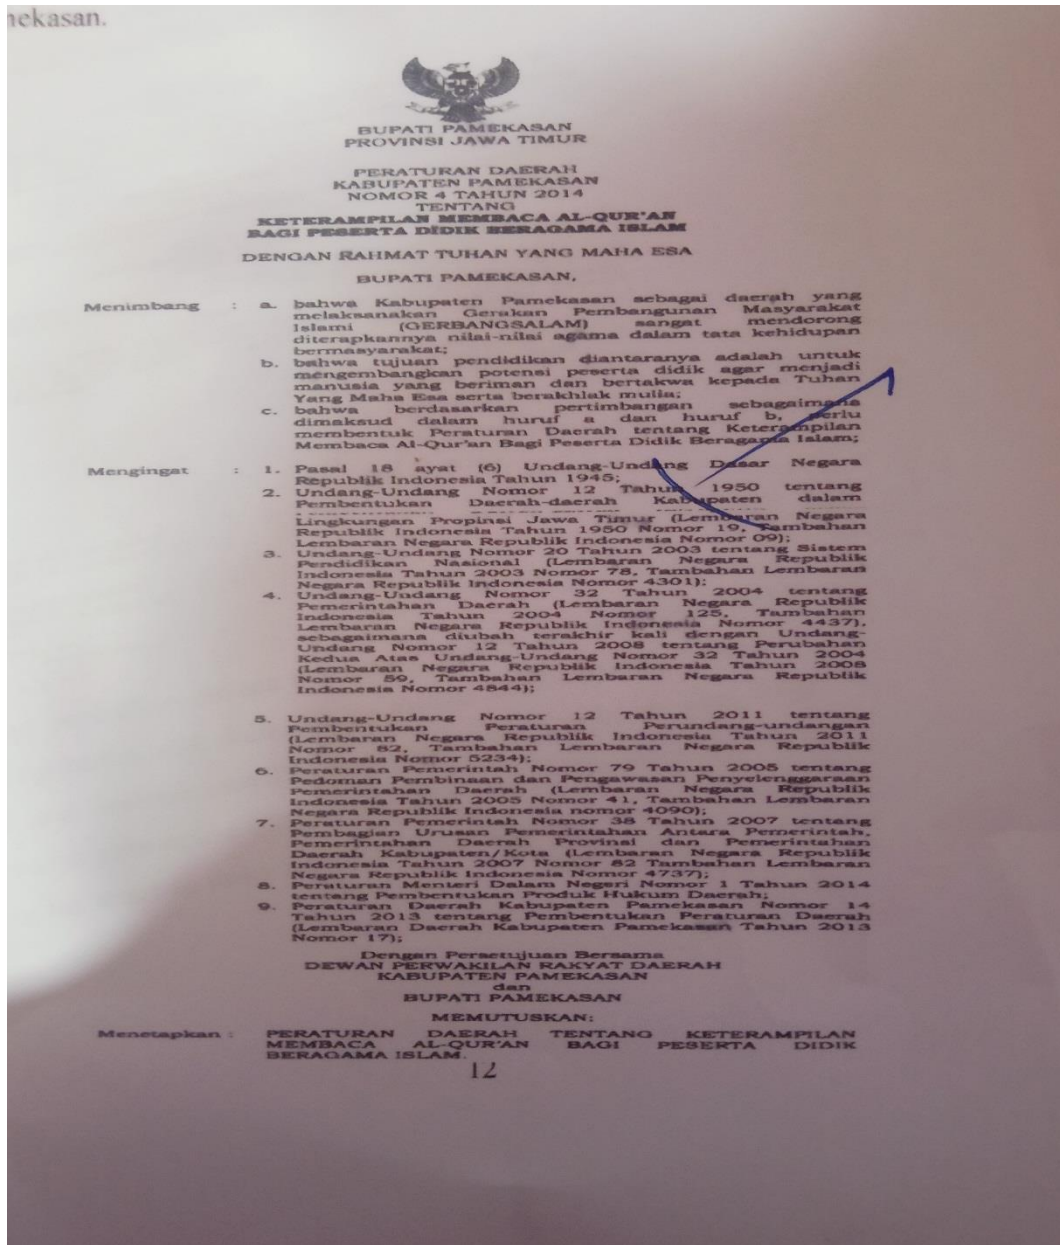 nekasan.
BUPATI PAMEKASAN
PROVINSI JAWA TIMUR
PERATURAN DAERAH
KABUPATEN PAMEKASAN
NOMOR 4 TAHUN 2014
TENTANG
KETERAMPILAN MEMBACA AL-QUR'AN
BAGI PESERTA DIDIK BERAGAMA ISLAM
DENGAN RAHMAT TUHAN YANG MAHA ESA
BUPATI PAMEKASAN,
Menimbang : a. bahwa Kabupaten Pamekasan sebagai daerah yang
melaksanakan Gerakan Pembangunan Masyarakat
Islami (GERBANGSALAM) sangat mendorong
diterapkannya nilai-nilai agama dalam tata kehidupan
bermasyarakat;
b. bahwa tujuan pendidikan diantaranya adalah untuk
mengembangkan potensi peserta didik agar menjadi
manusia yang beriman dan bertakwa kepada Tuhan
Yang Maha Esa serta berakhlak mulia;
c. bahwa berdasarkan pertimbangan sebagaimana
dimaksud dalam huruf a dan huruf b, perlu
membentuk Peraturan Daerah tentang Keterampilan
Membaca Al-Qur'an Bagi Peserta Didik Beragama Islam;
Mengingat : 1. Pasal 18 ayat (6) Undang-Undang Dasar Negara
Republik Indonesia Tahun 1945;
2. Undang-Undang Nomor 12 Tahun 1950 tentang
Pembentukan Daerah-daerah Kabupaten dalam
Lingkungan Propinsi Jawa Timur (Lembaran Negara
Republik Indonesia Tahun 1950 Nomor 19, Tambahan
Lembaran Negara Republik Indonesia Nomor 09);
3. Undang-Undang Nomor 20 Tahun 2003 tentang Sistem
Pendidikan Nasional (Lembaran Negara Republik
Indonesia Tahun 2003 Nomor 78, Tambahan Lembaran
Negara Republik Indonesia Nomor 4301);
4. Undang-Undang Nomor 32 Tahun 2004 tentang
Pemerintahan Daerah (Lembaran Negara Republik
Indonesia Tahun 2004 Nomor 125, Tambahan
Lembaran Negara Republik Indonesia Nomor 4437),
sebagaimana diubah terakhir kali dengan Undang-
Undang Nomor 12 Tahun 2008 tentang Perubahan
Kedua Atas Undang-Undang Nomor 32 Tahun 2004
(Lembaran Negara Republik Indonesia Tahun 2008
Nomor 59, Tambahan Lembaran Negara Republik
Indonesia Nomor 4844);
5. Undang-Undang Nomor 12 Tahun 2011 tentang
Pembentukan Peraturan Perundang-undangan
(Lembaran Negara Republik Indonesia Tahun 2011
Nomor 82, Tambahan Lembaran Negara Republik
Indonesia Nomor 5234);
6. Peraturan Pemerintah Nomor 79 Tahun 2005 tentang
Pedoman Pembinaan dan Pengawasan Penyelenggaraan
Pemerintahan Daerah (Lembaran Negara Republik
Indonesia Tahun 2005 Nomor 41, Tambahan Lembaran
Negara Republik Indonesia nomor 4090);
7. Peraturan Pemerintah Nomor 38 Tahun 2007 tentang
Pembagian Urusan Pemerintahan Antara Pemerintah,
Pemerintahan Daerah Provinsi dan Pemerintahan
Daerah Kabupaten/Kota (Lembaran Negara Republik
Indonesia Tahun 2007 Nomor 82 Tambahan Lembaran
Negara Republik Indonesia Nomor 4737);
8. Peraturan Menteri Dalam Negeri Nomor 1 Tahun 2014
tentang Pembentukan Produk Hukum Daerah;
9. Peraturan Daerah Kabupaten Pamekasan Nomor 14
Tahun 2013 tentang Pembentukan Peraturan Daerah
(Lembaran Daerah Kabupaten Pamekasan Tahun 2013
Nomor 17);
Dengan Persetujuan Bersama
DEWAN PERWAKILAN RAKYAT DAERAH
KABUPATEN PAMEKASAN
dan
BUPATI PAMEKASAN
MEMUTUSKAN:
Menetapkan : PERATURAN DAERAH TENTANG KETERAMPILAN
MEMBACA AL-QUR'AN BAGI PESERTA DIDIK
BERAGAMA ISLAM.
12